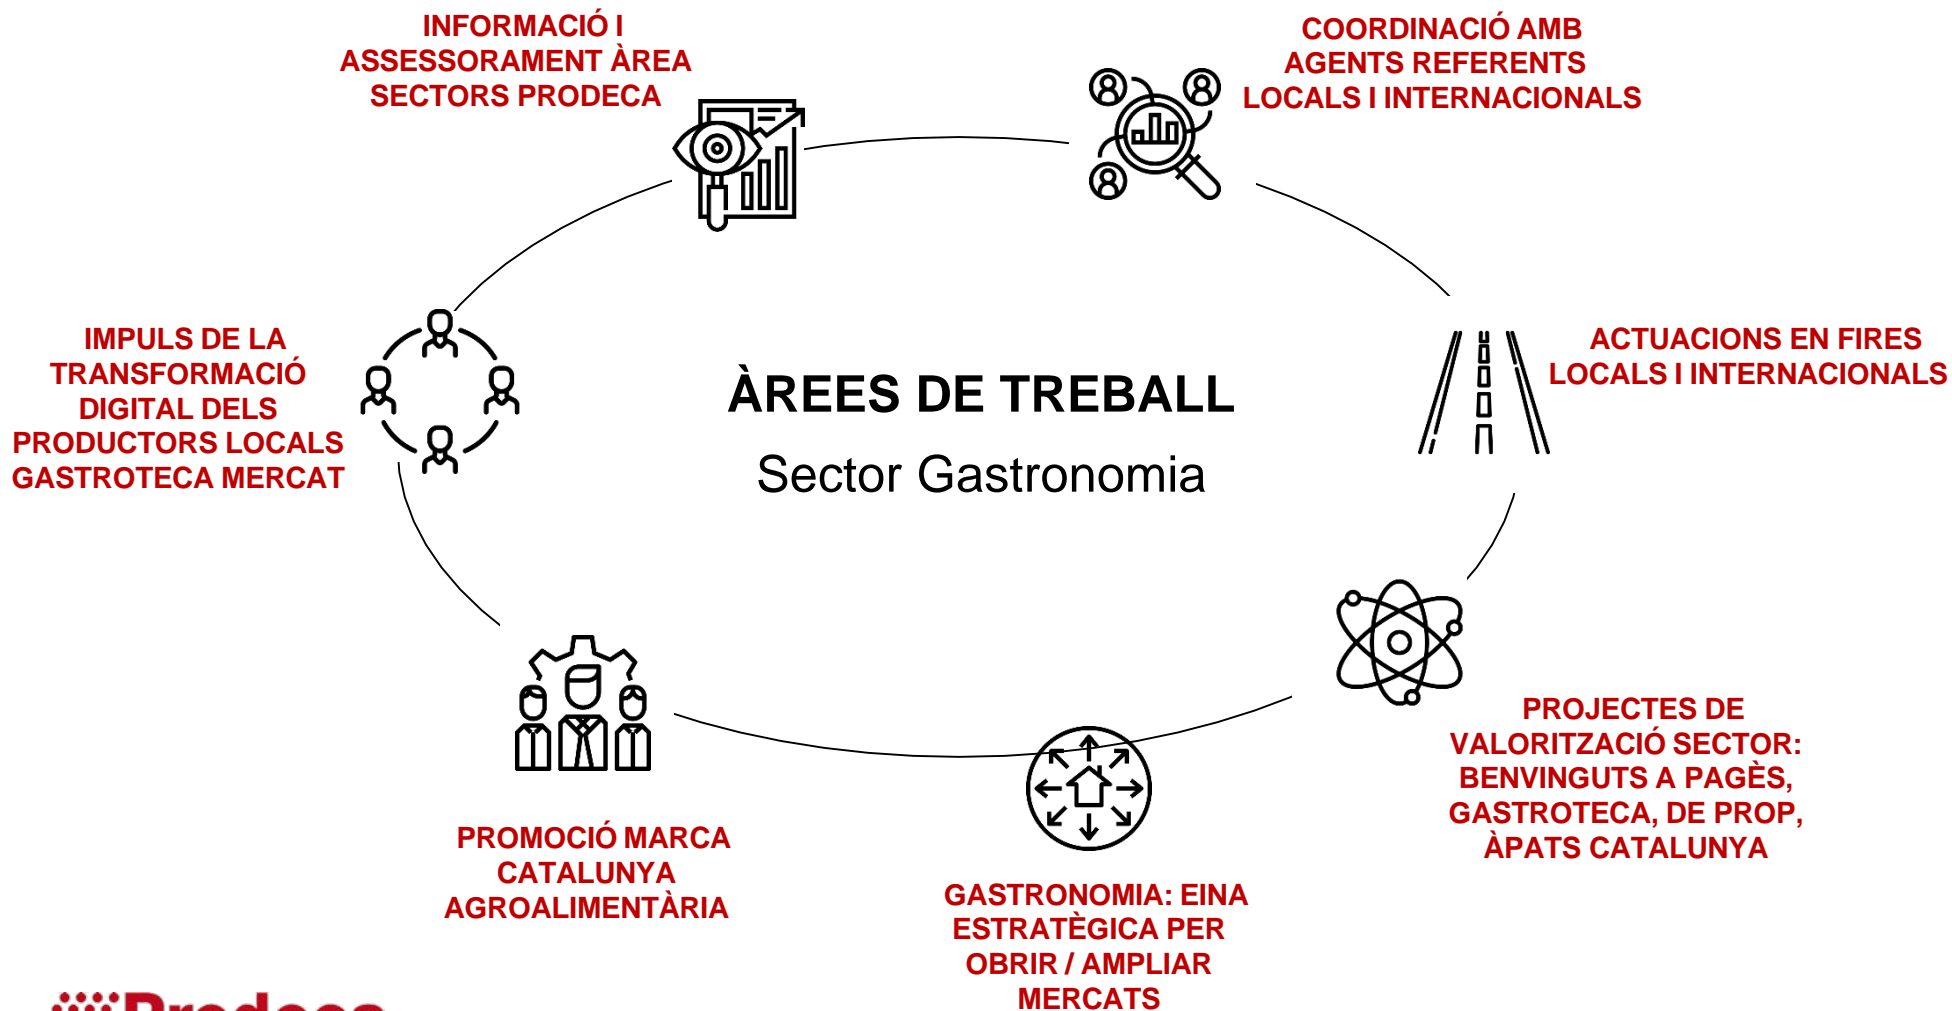 INFORMACIÓ I
ASSESSORAMENT ÀREA
SECTORS PRODECA
COORDINACIÓ AMB
AGENTS REFERENTS
LOCALS I INTERNACIONALS
IMPULS DE LA
TRANSFORMACIÓ
DIGITAL DELS
PRODUCTORS LOCALS
GASTROTECA MERCAT
ÀREES DE TREBALL
Sector Gastronomia
ACTUACIONS EN FIRES
LOCALS I INTERNACIONALS
PROJECTES DE
VALORITZACIÓ SECTOR:
BENVINGUTS A PAGÈS,
GASTROTECA, DE PROP,
ÀPATS CATALUNYA
PROMOCIÓ MARCA
CATALUNYA
AGROALIMENTÀRIA
GASTRONOMIA: EINA
ESTRATÈGICA PER
OBRIR / AMPLIAR
MERCATS
Prodeca